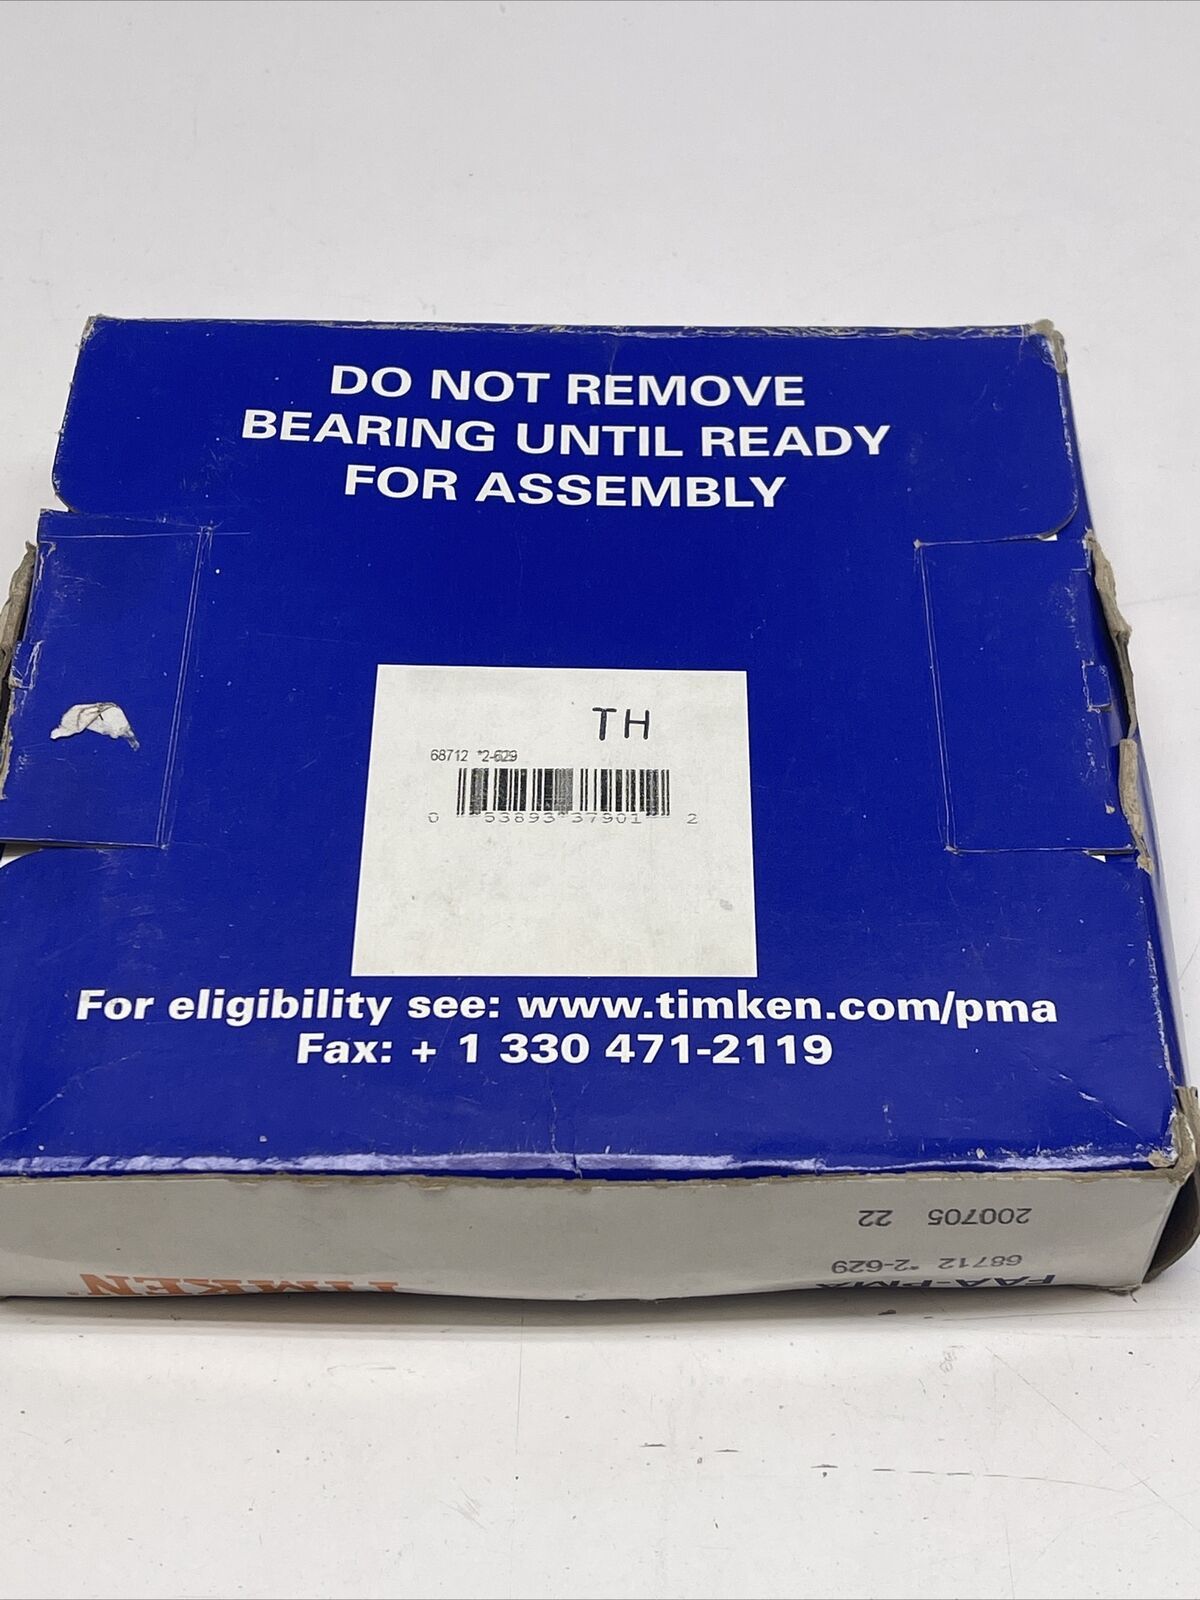 DO NOT REMOVE
BEARING UNTIL READY
FOR ASSEMBLY
TH
68712 *2-629
0 53893 37901 2
For eligibility see: www.timken.com/pma
Fax: + 1 330 471-2119
200705 22
68712 *2-629
FAA-PMA
TIMKEN